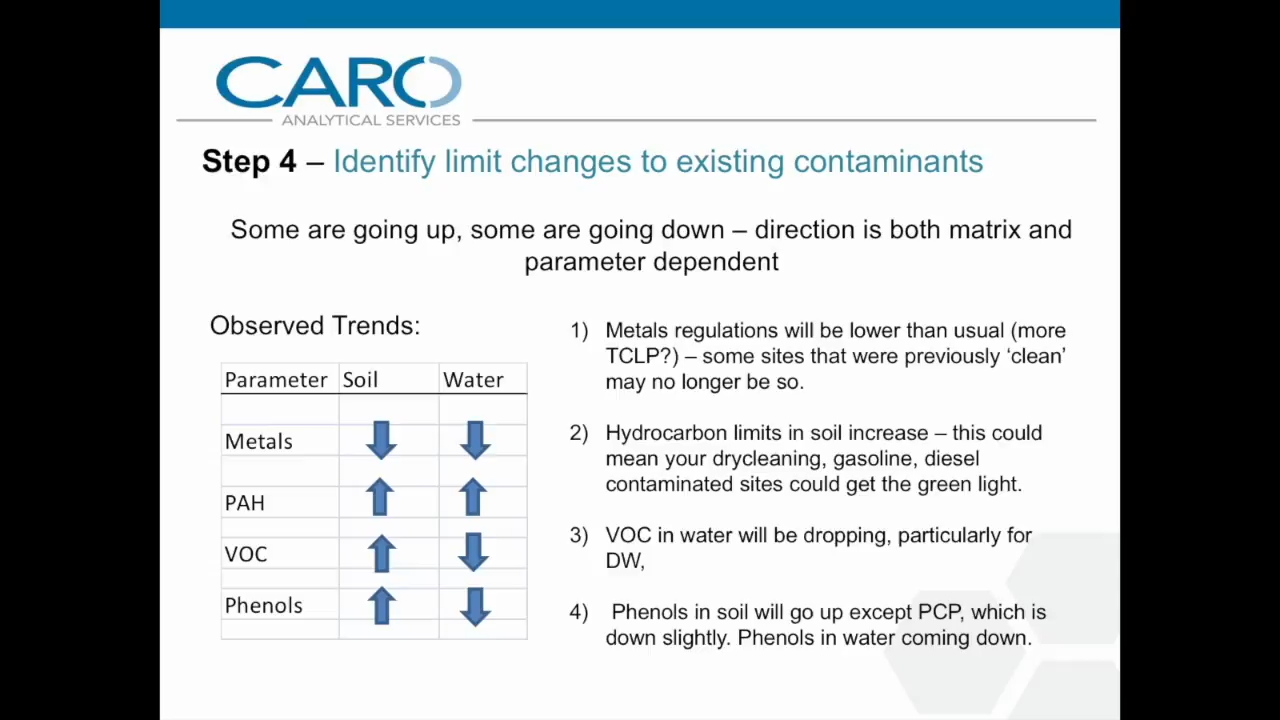 CARO
ANALYTICAL SERVICES
Step 4 – Identify limit changes to existing contaminants
Some are going up, some are going down – direction is both matrix and
parameter dependent
Observed Trends:
Parameter Soil Water
Metals
PAH
VOC
Phenols
1) Metals regulations will be lower than usual (more
TCLP?) – some sites that were previously ‘clean’
may no longer be so.
2) Hydrocarbon limits in soil increase – this could
mean your drycleaning, gasoline, diesel
contaminated sites could get the green light.
3) VOC in water will be dropping, particularly for
DW,
4) Phenols in soil will go up except PCP, which is
down slightly. Phenols in water coming down.